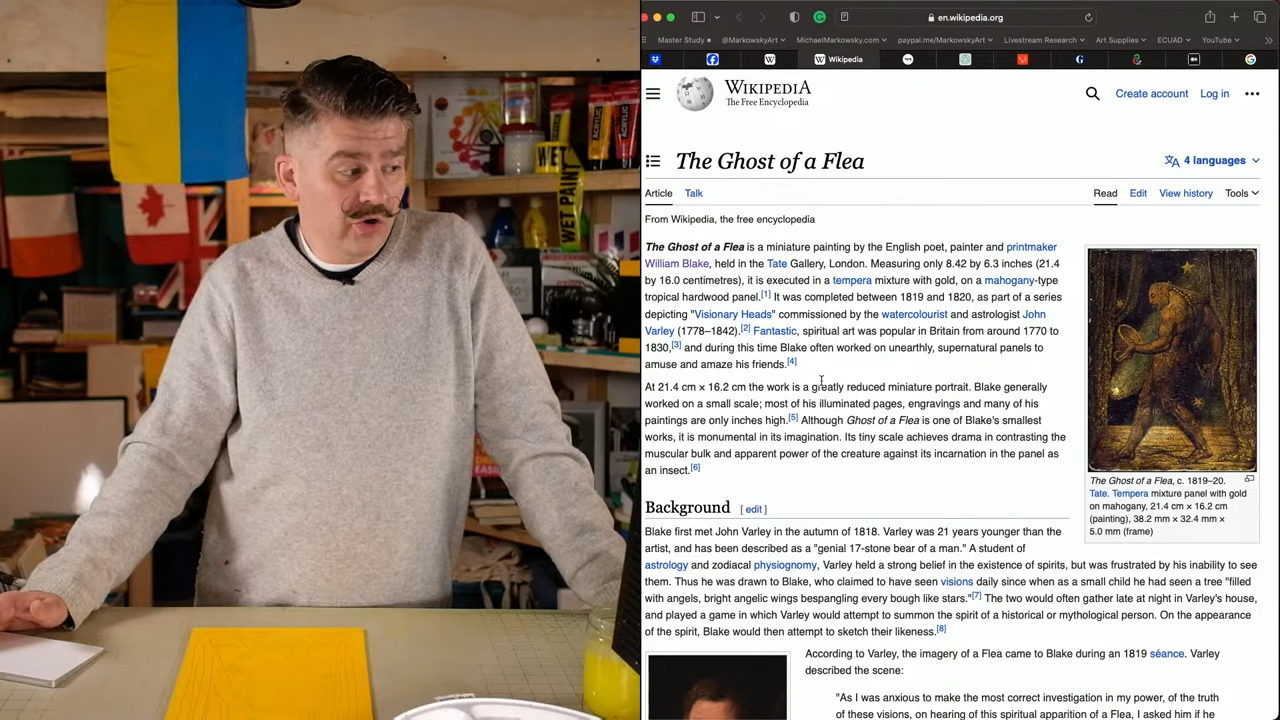 en.wikipedia.org
Master Study
@MarkowskyArt
MichaelMarkowsky.com
paypal.me/MarkowskyArt
Livestream Research
Art Supplies
ECUAD
YouTube
Wikipedia
WIKIPEDIA
The Free Encyclopedia
Create account
Log in
The Ghost of a Flea
4 languages
Article
Talk
Read
Edit
View history
Tools
From Wikipedia, the free encyclopedia
The Ghost of a Flea is a miniature painting by the English poet, painter and printmaker
William Blake, held in the Tate Gallery, London. Measuring only 8.42 by 6.3 inches (21.4
by 16.0 centimetres), it is executed in a tempera mixture with gold, on a mahogany-type
tropical hardwood panel.[1] It was completed between 1819 and 1820, as part of a series
depicting "Visionary Heads" commissioned by the watercolourist and astrologist John
Varley (1778–1842).[2] Fantastic, spiritual art was popular in Britain from around 1770 to
1830,[3] and during this time Blake often worked on unearthly, supernatural panels to
amuse and amaze his friends.[4]
At 21.4 cm × 16.2 cm the work is a greatly reduced miniature portrait. Blake generally
worked on a small scale; most of his illuminated pages, engravings and many of his
paintings are only inches high.[5] Although Ghost of a Flea is one of Blake's smallest
works, it is monumental in its imagination. Its tiny scale achieves drama in contrasting the
muscular bulk and apparent power of the creature against its incarnation in the panel as
an insect.[6]
The Ghost of a Flea, c. 1819–20.
Tate. Tempera mixture panel with gold
on mahogany, 21.4 cm × 16.2 cm
(painting), 38.2 mm × 32.4 mm ×
5.0 mm (frame)
Background [ edit ]
Blake first met John Varley in the autumn of 1818. Varley was 21 years younger than the
artist, and has been described as a "genial 17-stone bear of a man." A student of
astrology and zodiacal physiognomy, Varley held a strong belief in the existence of spirits, but was frustrated by his inability to see
them. Thus he was drawn to Blake, who claimed to have seen visions daily since when as a small child he had seen a tree "filled
with angels, bright angelic wings bespangling every bough like stars."[7] The two would often gather late at night in Varley's house,
and played a game in which Varley would attempt to summon the spirit of a historical or mythological person. On the appearance
of the spirit, Blake would then attempt to sketch their likeness.[8]
According to Varley, the imagery of a Flea came to Blake during an 1819 séance. Varley
described the scene:
"As I was anxious to make the most correct investigation in my power, of the truth
of these visions, on hearing of this spiritual apparition of a Flea, I asked him if he
WET PAINT
WET
ACRYLIC
ACRYLIC
WET PAINT